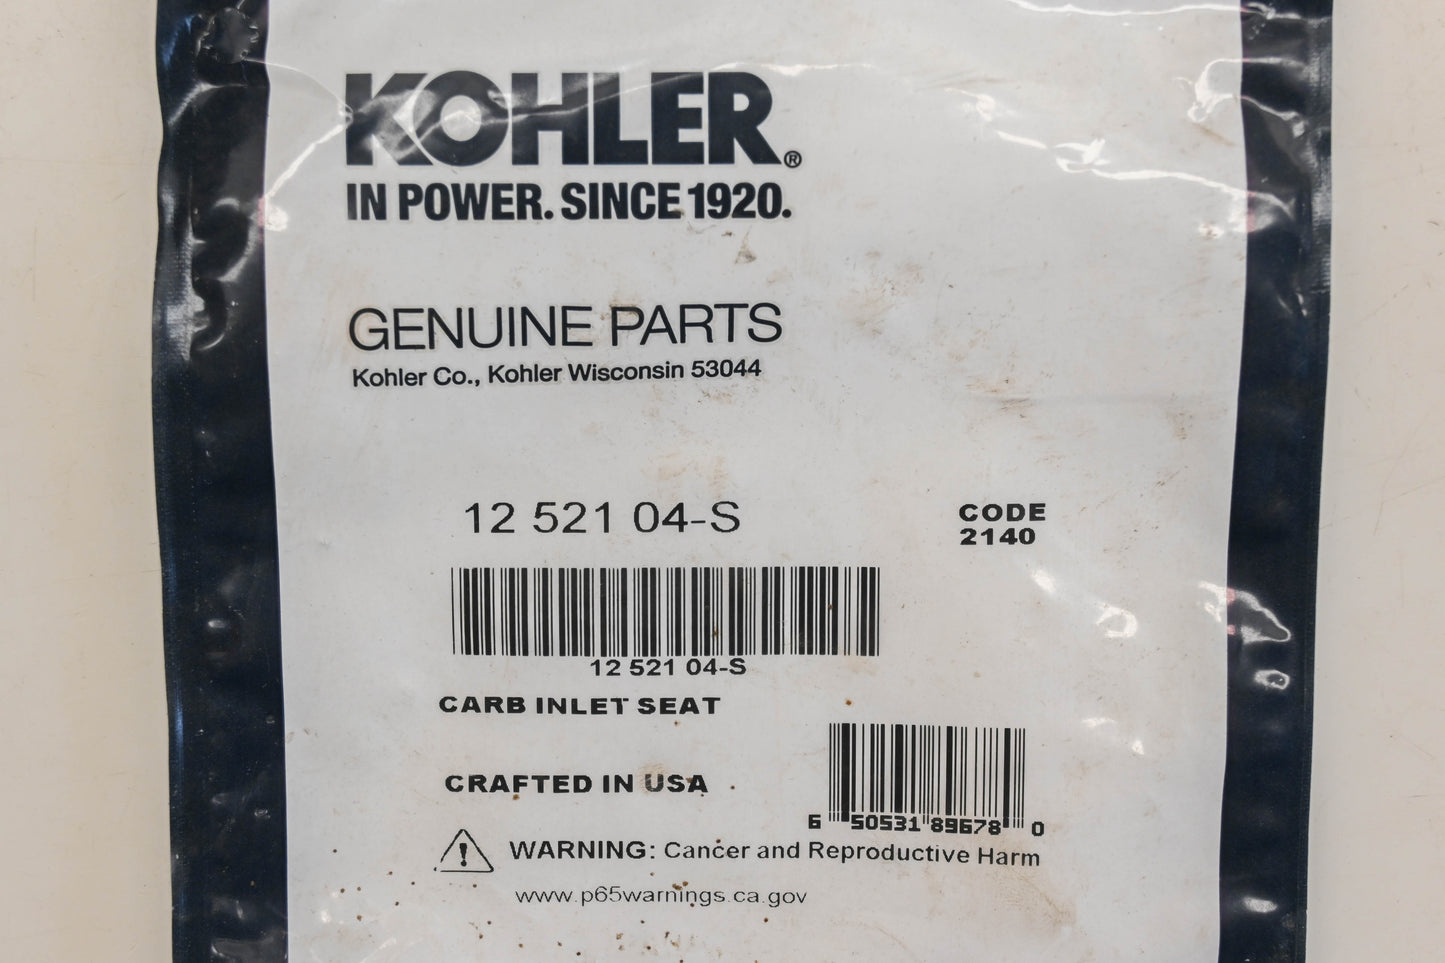 KOHLER®
IN POWER. SINCE 1920.
GENUINE PARTS
Kohler Co., Kohler Wisconsin 53044
12 521 04-S
CODE
2140
12 521 04-S
CARB INLET SEAT
CRAFTED IN USA
6 50531 89678 0
WARNING: Cancer and Reproductive Harm
www.p65warnings.ca.gov